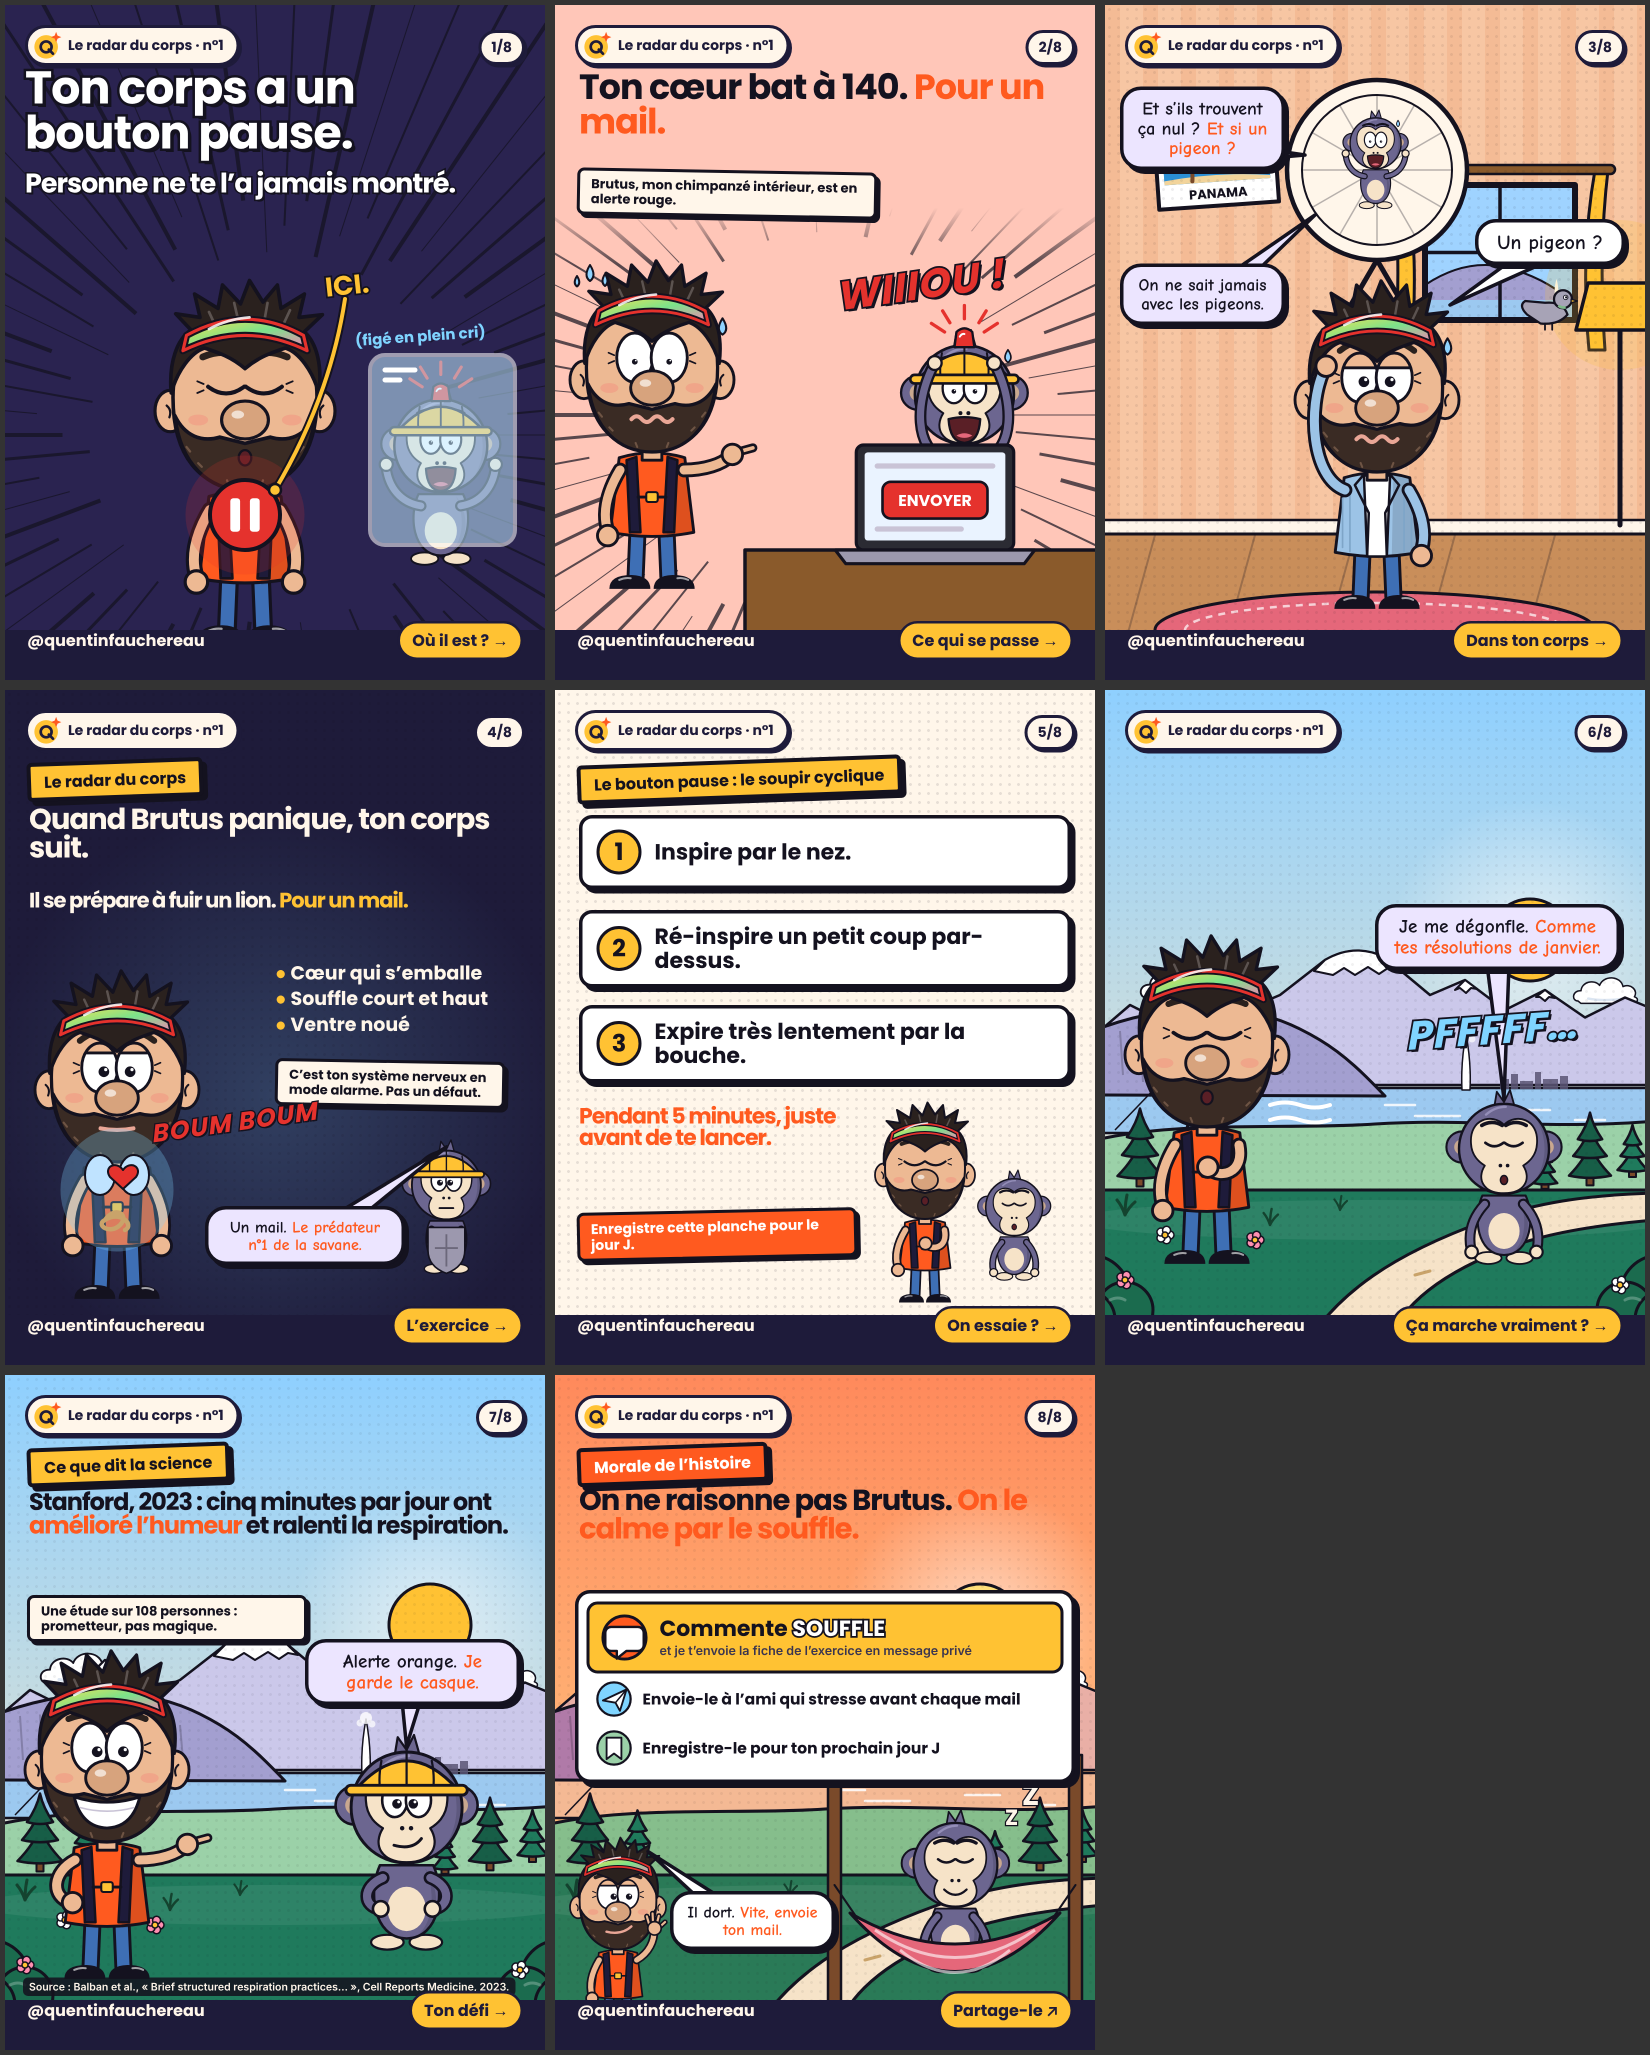 Le radar du corps · n°1
1/8
Ton corps a un
bouton pause.
Personne ne te l’a jamais montré.
ICI.
(figé en plein cri)
@quentinfauchereau
Où il est ? →
Le radar du corps · n°1
2/8
Ton cœur bat à 140. Pour un
mail.
Brutus, mon chimpanzé intérieur, est en
alerte rouge.
WIIIOU !
ENVOYER
@quentinfauchereau
Ce qui se passe →
Le radar du corps · n°1
3/8
Et s’ils trouvent
ça nul ? Et si un
pigeon ?
PANAMA
Un pigeon ?
On ne sait jamais
avec les pigeons.
@quentinfauchereau
Dans ton corps →
Le radar du corps · n°1
4/8
Le radar du corps
Quand Brutus panique, ton corps
suit.
Il se prépare à fuir un lion. Pour un mail.
• Cœur qui s’emballe
• Souffle court et haut
• Ventre noué
C’est ton système nerveux en
mode alarme. Pas un défaut.
BOUM BOUM
Un mail. Le prédateur
n°1 de la savane.
@quentinfauchereau
L’exercice →
Le radar du corps · n°1
5/8
Le bouton pause : le soupir cyclique
1 Inspire par le nez.
2 Ré-inspire un petit coup par-
dessus.
3 Expire très lentement par la
bouche.
Pendant 5 minutes, juste
avant de te lancer.
Enregistre cette planche pour le
jour J.
@quentinfauchereau
On essaie ? →
Le radar du corps · n°1
6/8
Je me dégonfle. Comme
tes résolutions de janvier.
PFFFFF...
@quentinfauchereau
Ça marche vraiment ? →
Le radar du corps · n°1
7/8
Ce que dit la science
Stanford, 2023 : cinq minutes par jour ont
amélioré l’humeur et ralenti la respiration.
Une étude sur 108 personnes :
prometteur, pas magique.
Alerte orange. Je
garde le casque.
Source : Balban et al., « Brief structured respiration practices… », Cell Reports Medicine, 2023.
@quentinfauchereau
Ton défi →
Le radar du corps · n°1
8/8
Morale de l’histoire
On ne raisonne pas Brutus. On le
calme par le souffle.
Commente SOUFFLE
et je t’envoie la fiche de l’exercice en message privé
Envoie-le à l’ami qui stresse avant chaque mail
Enregistre-le pour ton prochain jour J
Z
Z
Il dort. Vite, envoie
ton mail.
@quentinfauchereau
Partage-le ↗